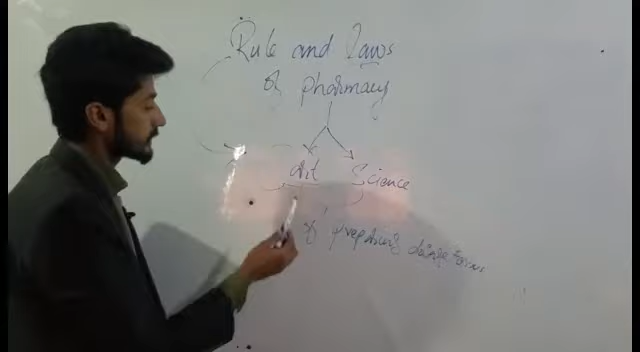 Rule and Laws
of pharmacy
Art Science
of preparing dosage forms